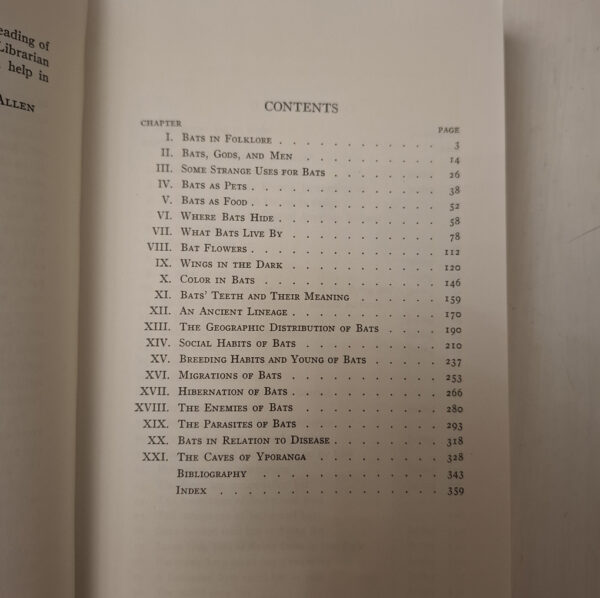 eading of
Librarian
help in
ALLEN
CONTENTS
CHAPTER PAGE
I. BATS IN FOLKLORE . . . . . . . . . . . 3
II. BATS, GODS, AND MEN . . . . . . . . . 14
III. SOME STRANGE USES FOR BATS . . . . . . . . 26
IV. BATS AS PETS . . . . . . . . . . . . 38
V. BATS AS FOOD . . . . . . . . . . . . 52
VI. WHERE BATS HIDE . . . . . . . . . . . 58
VII. WHAT BATS LIVE BY . . . . . . . . . . 78
VIII. BAT FLOWERS . . . . . . . . . . . . 112
IX. WINGS IN THE DARK . . . . . . . . . . 120
X. COLOR IN BATS . . . . . . . . . . . . 146
XI. BATS' TEETH AND THEIR MEANING . . . . . . 159
XII. AN ANCIENT LINEAGE . . . . . . . . . . 170
XIII. THE GEOGRAPHIC DISTRIBUTION OF BATS . . . . . 190
XIV. SOCIAL HABITS OF BATS . . . . . . . . . 210
XV. BREEDING HABITS AND YOUNG OF BATS . . . . . 237
XVI. MIGRATIONS OF BATS . . . . . . . . . . 253
XVII. HIBERNATION OF BATS . . . . . . . . . . 266
XVIII. THE ENEMIES OF BATS . . . . . . . . . 280
XIX. THE PARASITES OF BATS . . . . . . . . . 293
XX. BATS IN RELATION TO DISEASE . . . . . . . . 318
XXI. THE CAVES OF YPORANGA . . . . . . . . 328
BIBLIOGRAPHY . . . . . . . . . . . 343
INDEX . . . . . . . . . . . . . 359